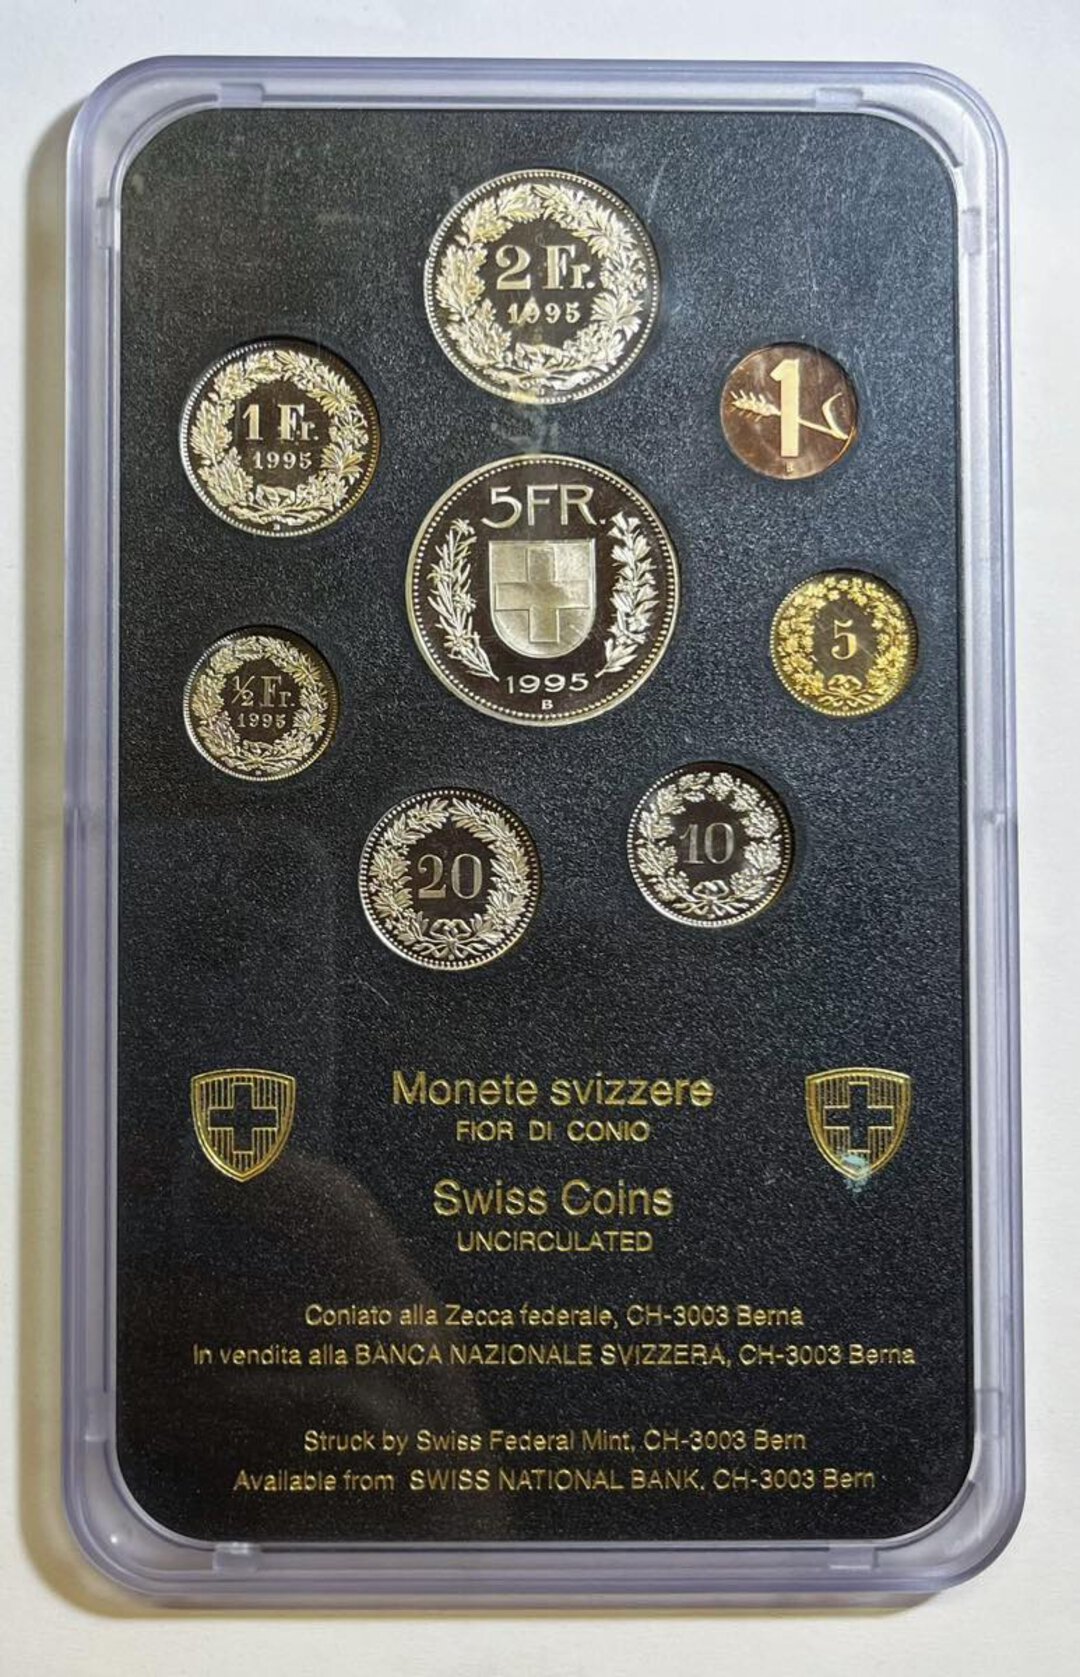 2 Fr.
1995
1 Fr.
1995
B
1
B
5FR.
1995
B
5
½ Fr.
1995
B
20
10
Monete svizzere
FIOR DI CONIO
Swiss Coins
UNCIRCULATED
Coniato alla Zecca federale, CH-3003 Berna
In vendita alla BANCA NAZIONALE SVIZZERA, CH-3003 Berna
Struck by Swiss Federal Mint, CH-3003 Bern
Available from SWISS NATIONAL BANK, CH-3003 Bern